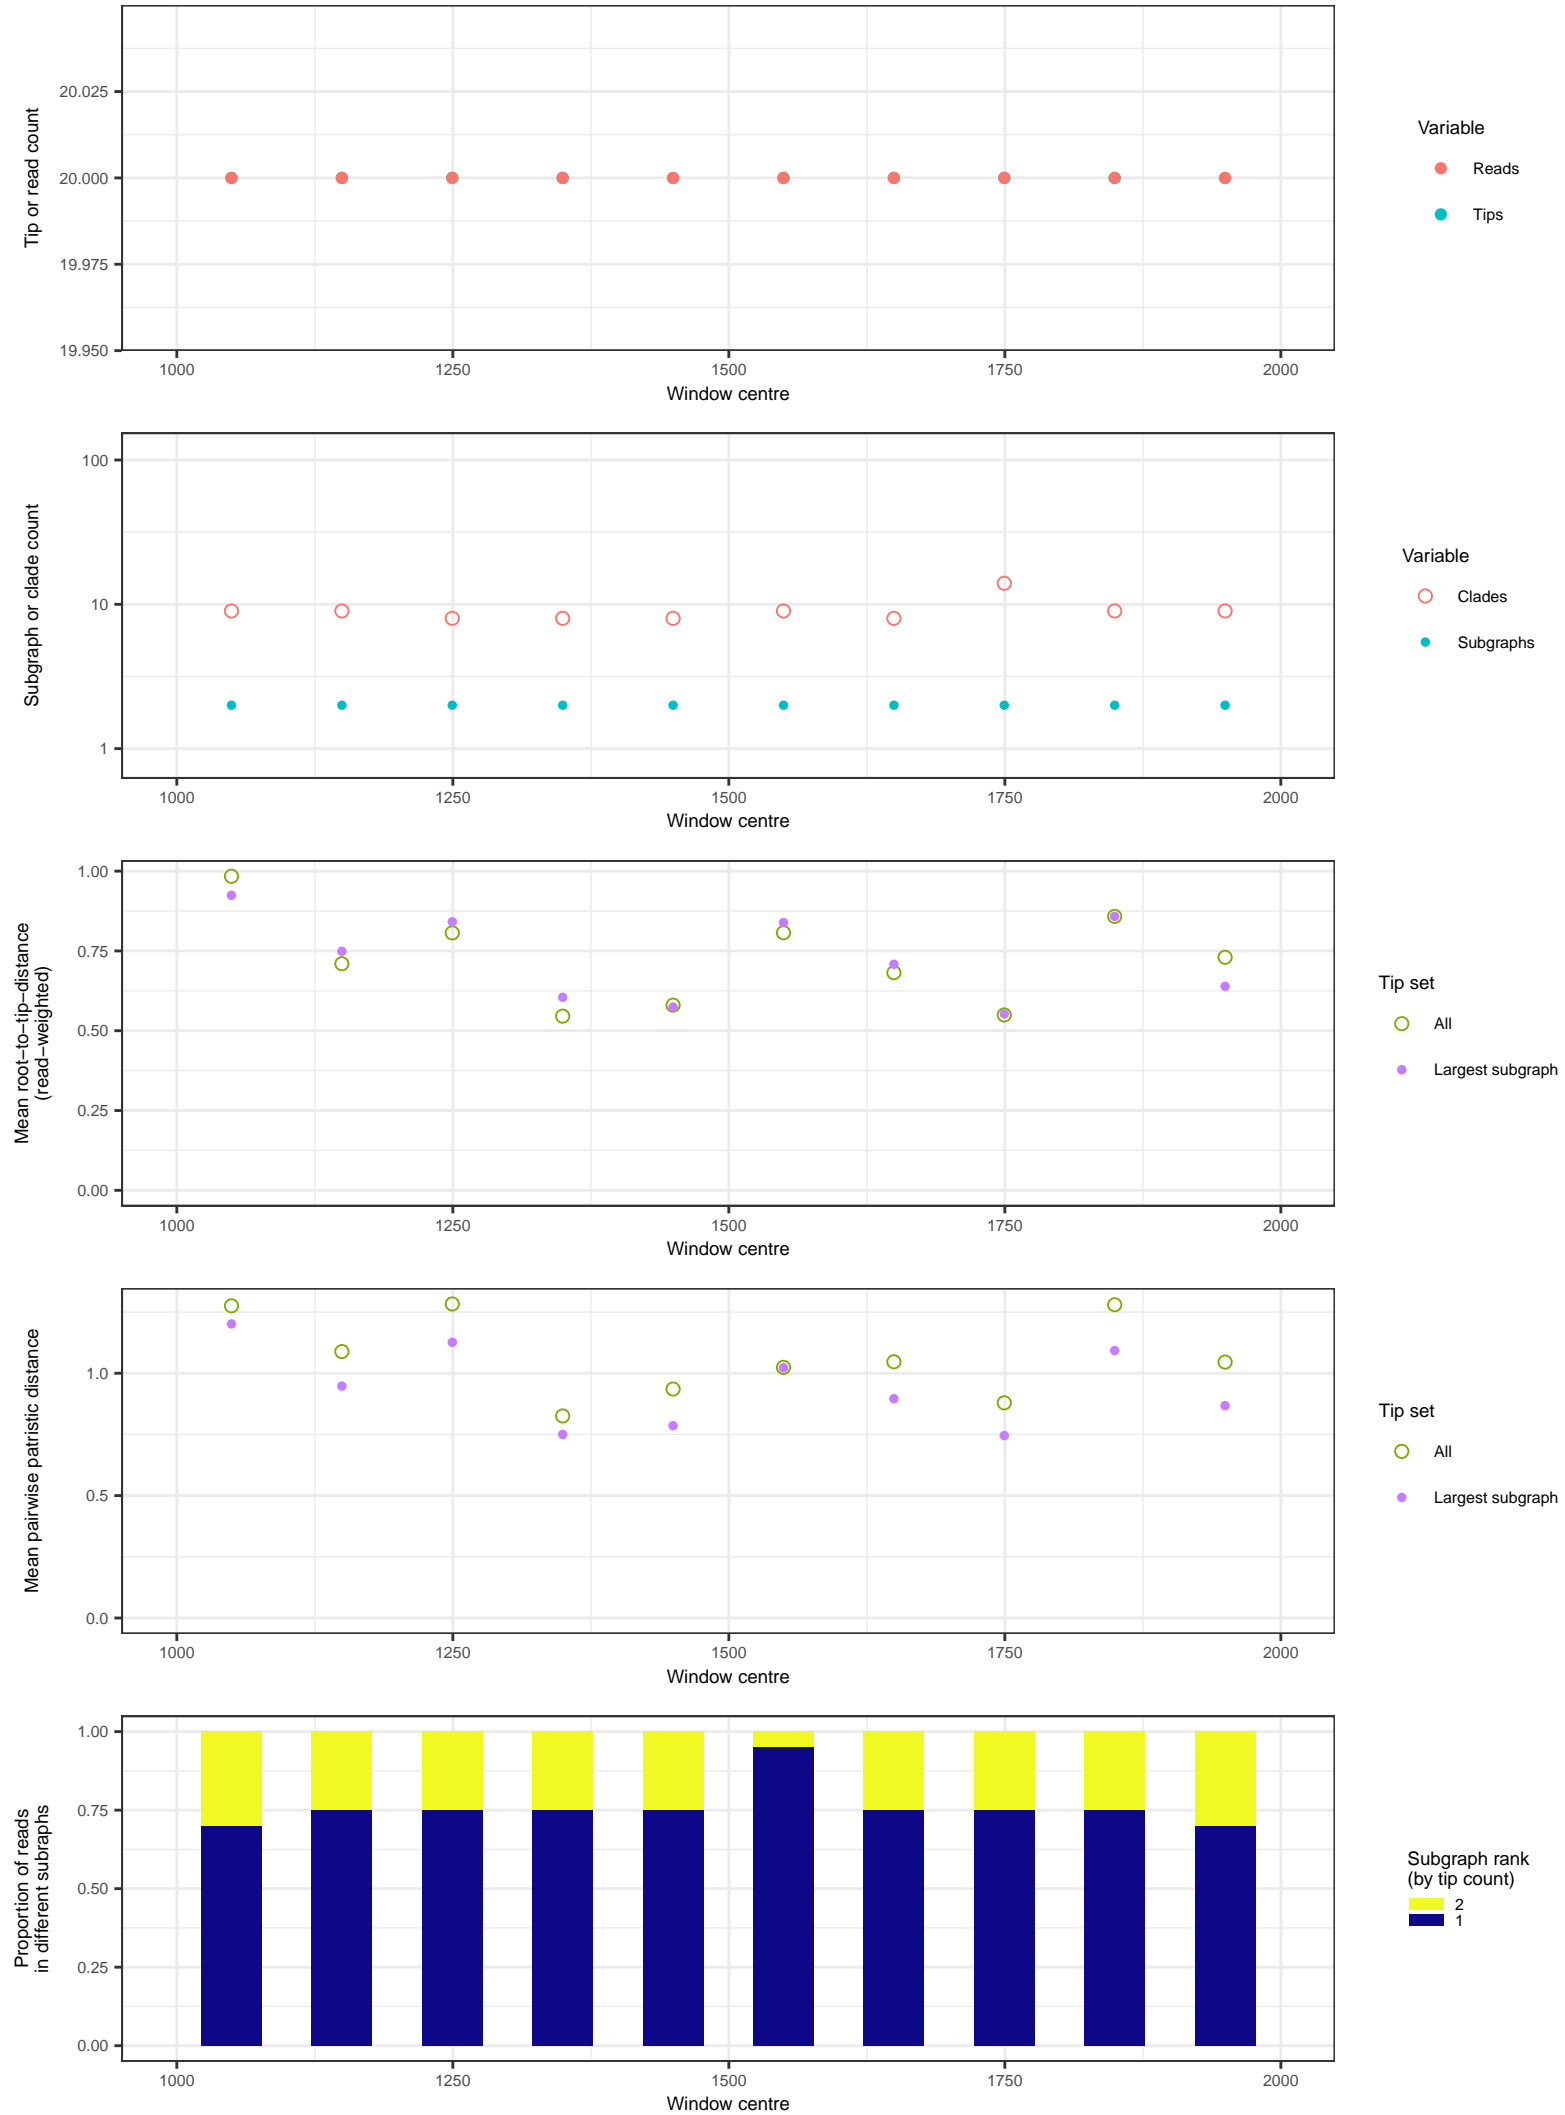 Tip or read count
20.025
20.000
19.975
19.950
1000 1250 1500 1750 2000
Window centre
Variable
Reads
Tips
Subgraph or clade count
100
10
1
1000 1250 1500 1750 2000
Window centre
Variable
Clades
Subgraphs
Mean root−to−tip−distance
(read−weighted)
1.00
0.75
0.50
0.25
0.00
1000 1250 1500 1750 2000
Window centre
Tip set
All
Largest subgraph
Mean pairwise patristic distance
1.0
0.5
0.0
1000 1250 1500 1750 2000
Window centre
Tip set
All
Largest subgraph
Proportion of reads
in different subraphs
1.00
0.75
0.50
0.25
0.00
1000 1250 1500 1750 2000
Window centre
Subgraph rank
(by tip count)
2
1